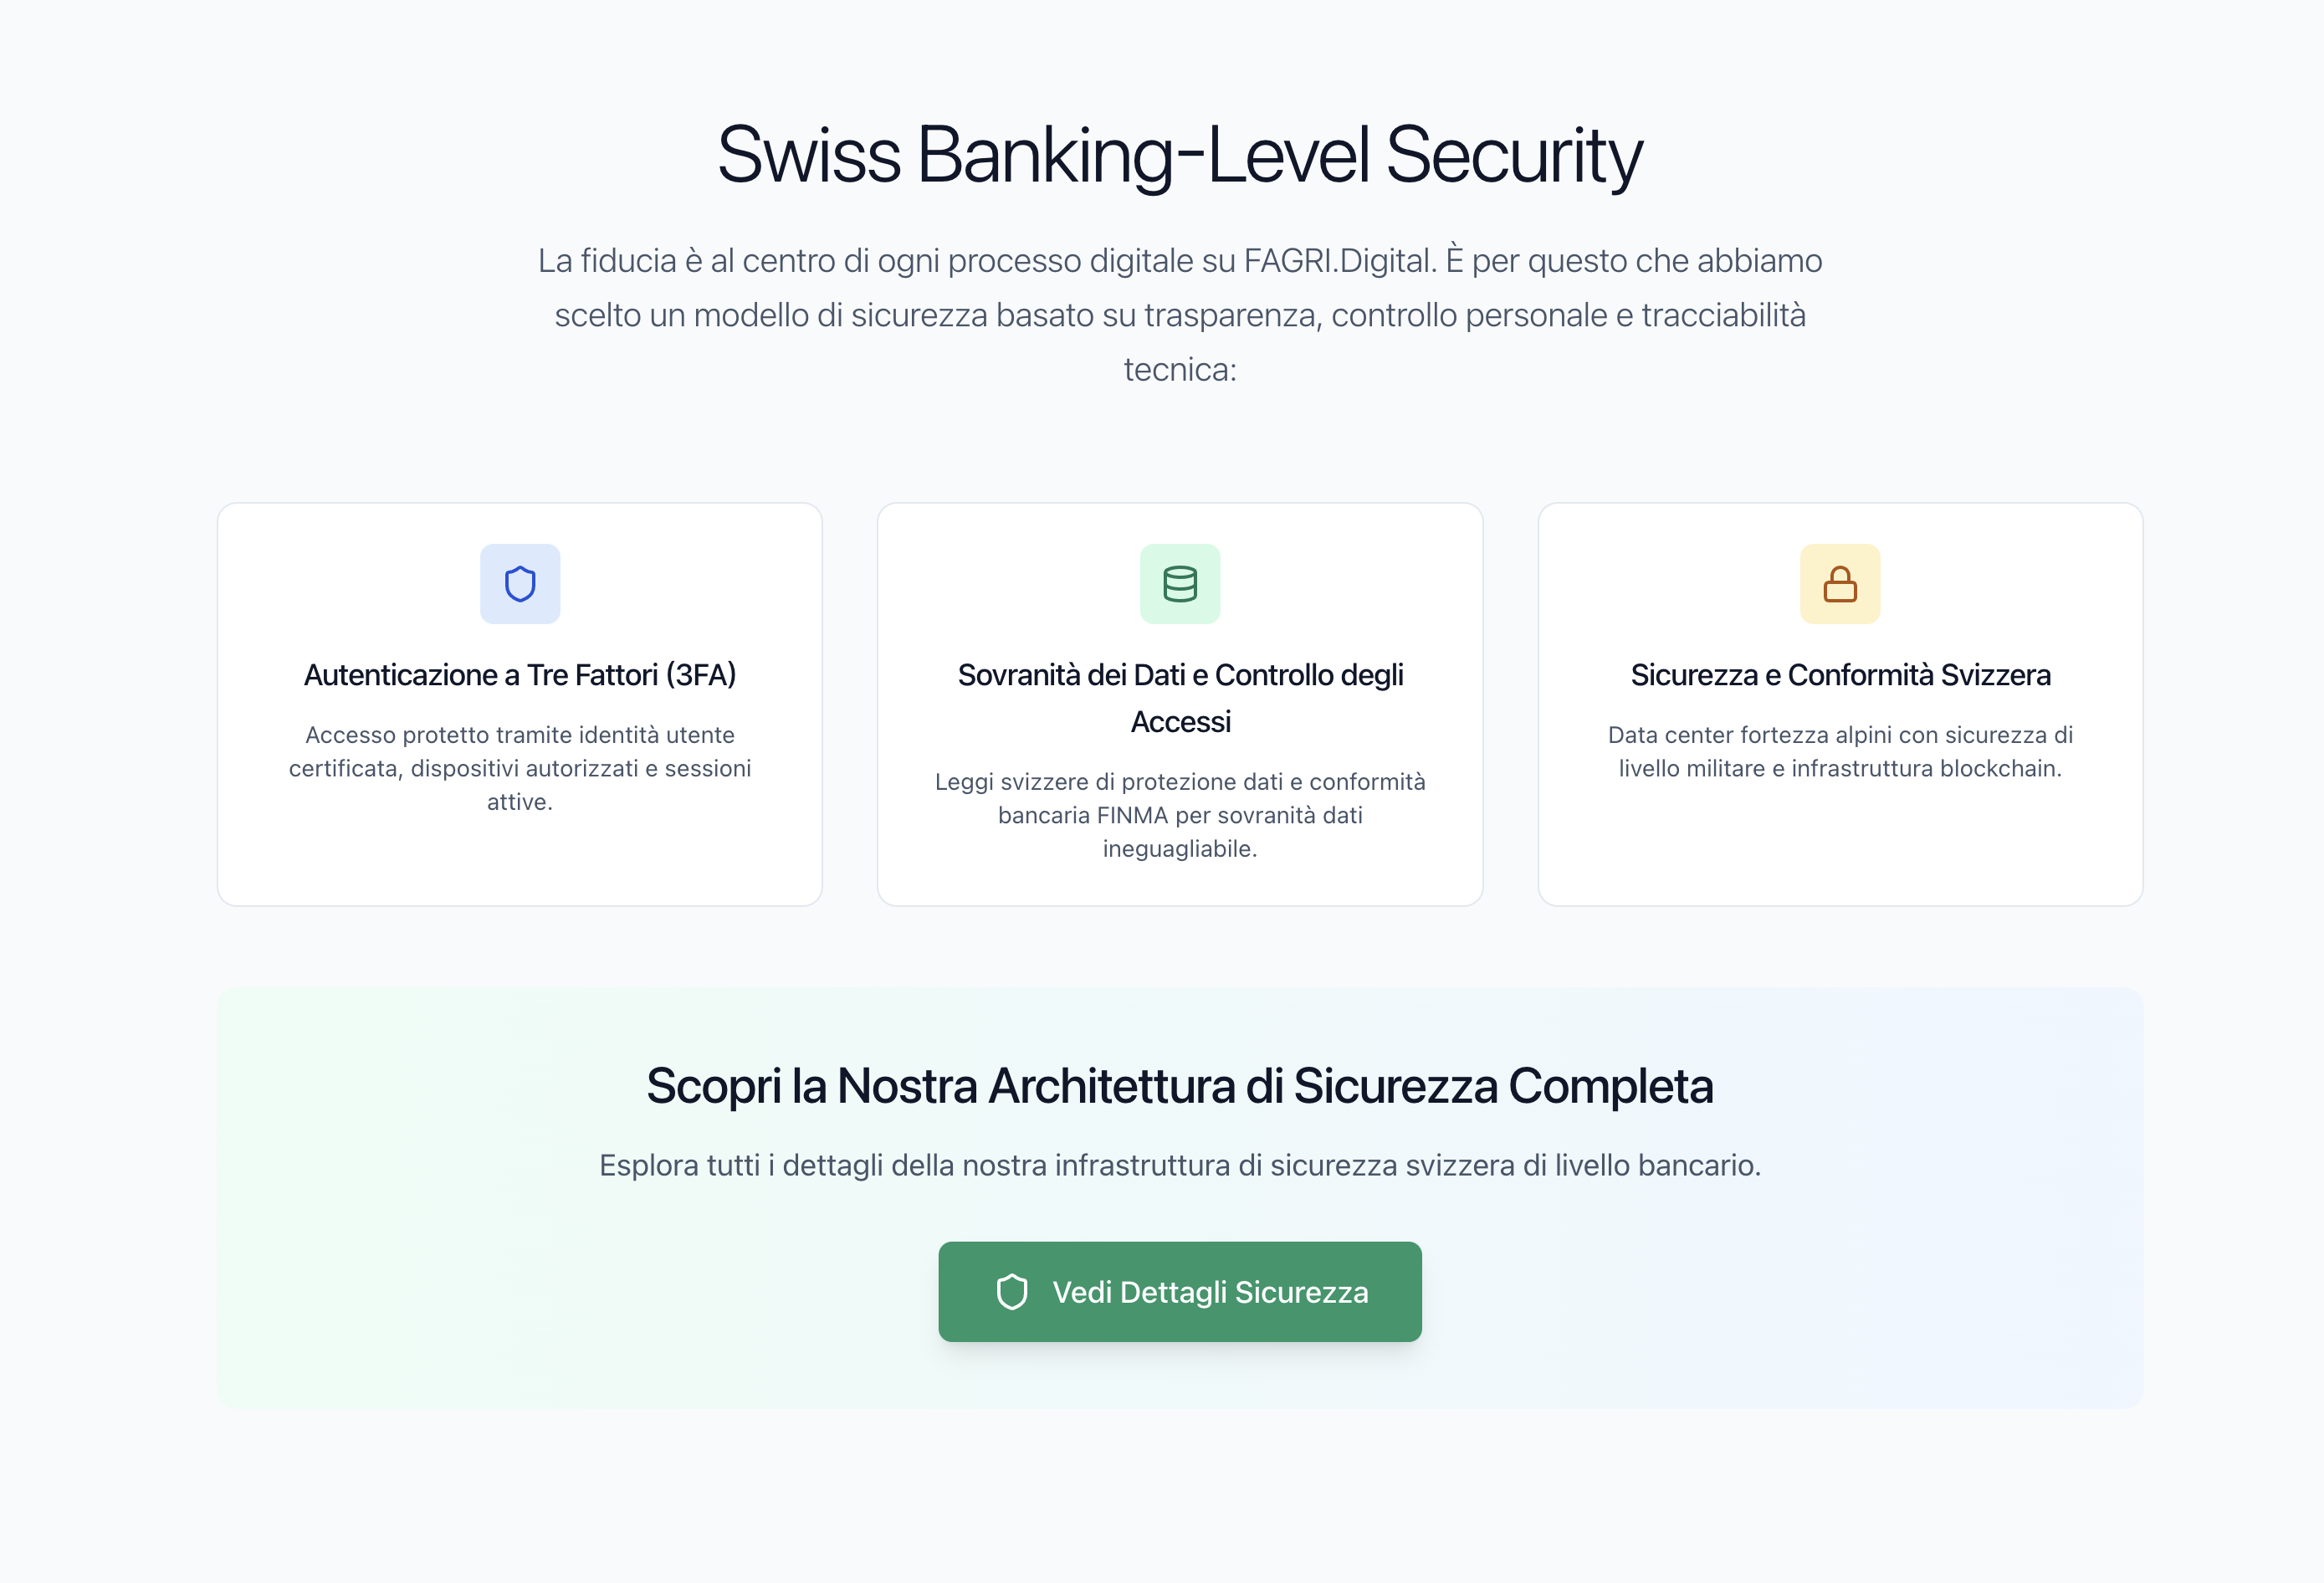 Swiss Banking-Level Security
La fiducia è al centro di ogni processo digitale su FAGRI.Digital. È per questo che abbiamo
scelto un modello di sicurezza basato su trasparenza, controllo personale e tracciabilità
tecnica:
Autenticazione a Tre Fattori (3FA)
Accesso protetto tramite identità utente
certificata, dispositivi autorizzati e sessioni
attive.
Sovranità dei Dati e Controllo degli
Accessi
Leggi svizzere di protezione dati e conformità
bancaria FINMA per sovranità dati
ineguagliabile.
Sicurezza e Conformità Svizzera
Data center fortezza alpini con sicurezza di
livello militare e infrastruttura blockchain.
Scopri la Nostra Architettura di Sicurezza Completa
Esplora tutti i dettagli della nostra infrastruttura di sicurezza svizzera di livello bancario.
Vedi Dettagli Sicurezza